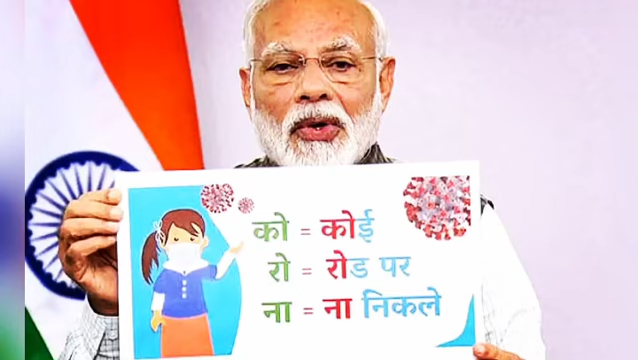 को = कोई
रो = रोड पर
ना = ना निकले